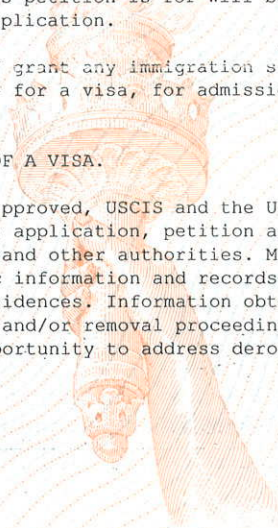 s petition is for will b
plication.
grant any immigration s
for a visa, for admissi
OF A VISA.
pproved, USCIS and the U
application, petition a
and other authorities. M
c information and records
idences. Information obt
and/or removal proceedin
portunity to address dero